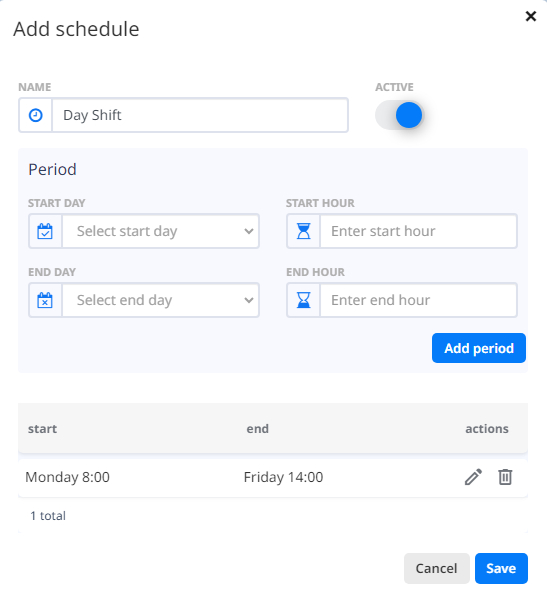 Add schedule
NAME
ACTIVE
Day Shift
Period
START DAY
START HOUR
Select start day
Enter start hour
END DAY
END HOUR
Select end day
Enter end hour
Add period
start end actions
Monday 8:00 Friday 14:00
1 total
Cancel Save